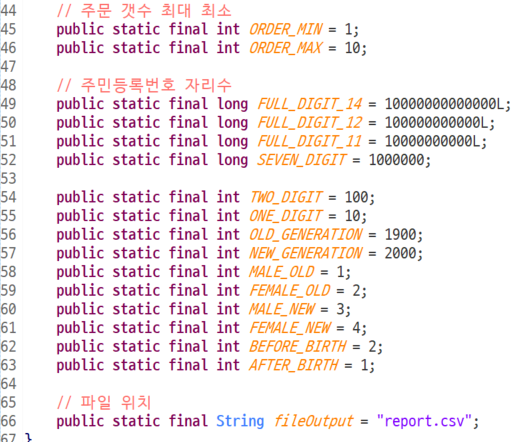 44 // 주문 갯수 최대 최소
45 public static final int ORDER_MIN = 1;
46 public static final int ORDER_MAX = 10;
47
48 // 주민등록번호 자리수
49 public static final long FULL_DIGIT_14 = 10000000000000L;
50 public static final long FULL_DIGIT_12 = 100000000000L;
51 public static final long FULL_DIGIT_11 = 10000000000L;
52 public static final long SEVEN_DIGIT = 1000000;
53
54 public static final int TWO_DIGIT = 100;
55 public static final int ONE_DIGIT = 10;
56 public static final int OLD_GENERATION = 1900;
57 public static final int NEW_GENERATION = 2000;
58 public static final int MALE_OLD = 1;
59 public static final int FEMALE_OLD = 2;
60 public static final int MALE_NEW = 3;
61 public static final int FEMALE_NEW = 4;
62 public static final int BEFORE_BIRTH = 2;
63 public static final int AFTER_BIRTH = 1;
64
65 // 파일 위치
66 public static final String fileOutput = "report.csv";
67 }